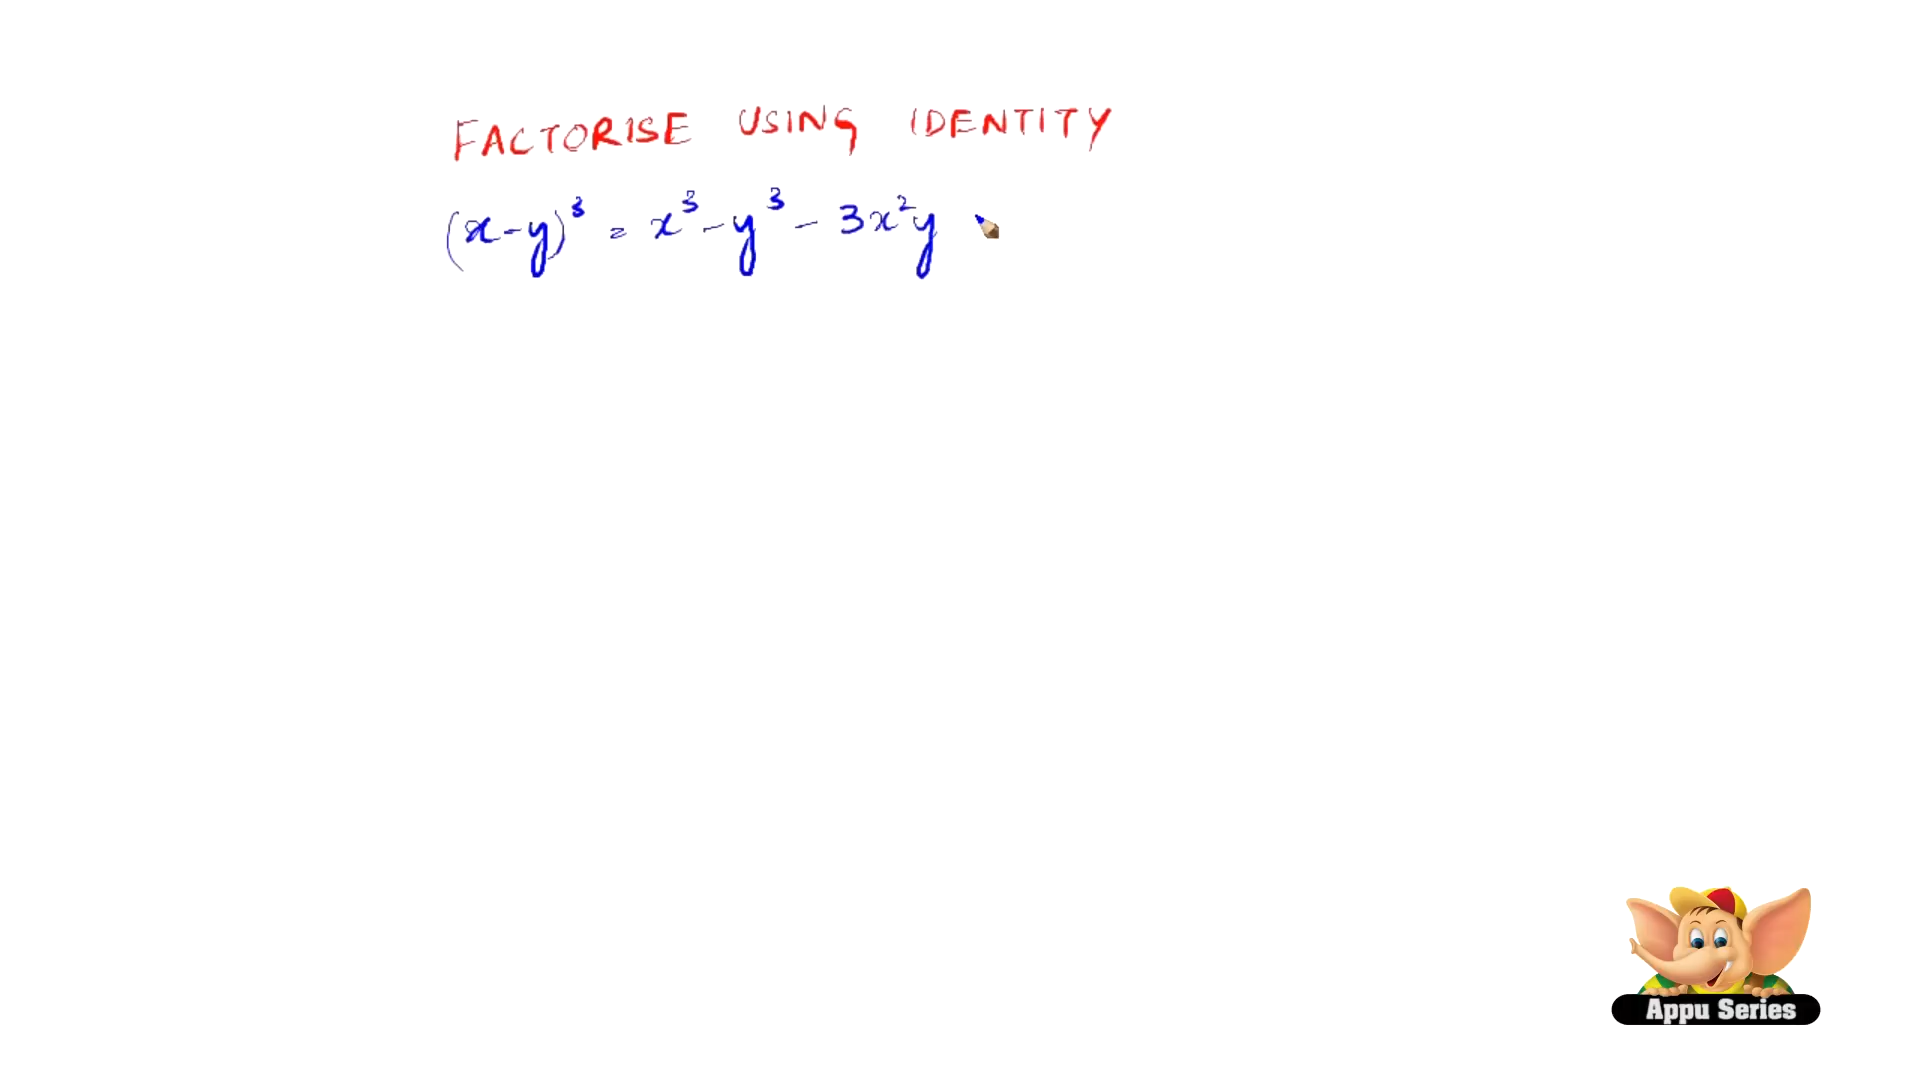 FACTORISE USING IDENTITY
(x-y)³ = x³ - y³ - 3x²y
Appu Series